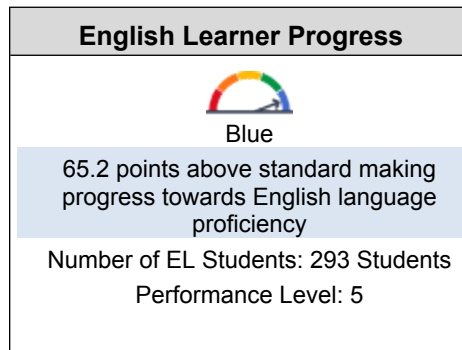 English Learner Progress
Blue
65.2 points above standard making
progress towards English language
proficiency
Number of EL Students: 293 Students
Performance Level: 5